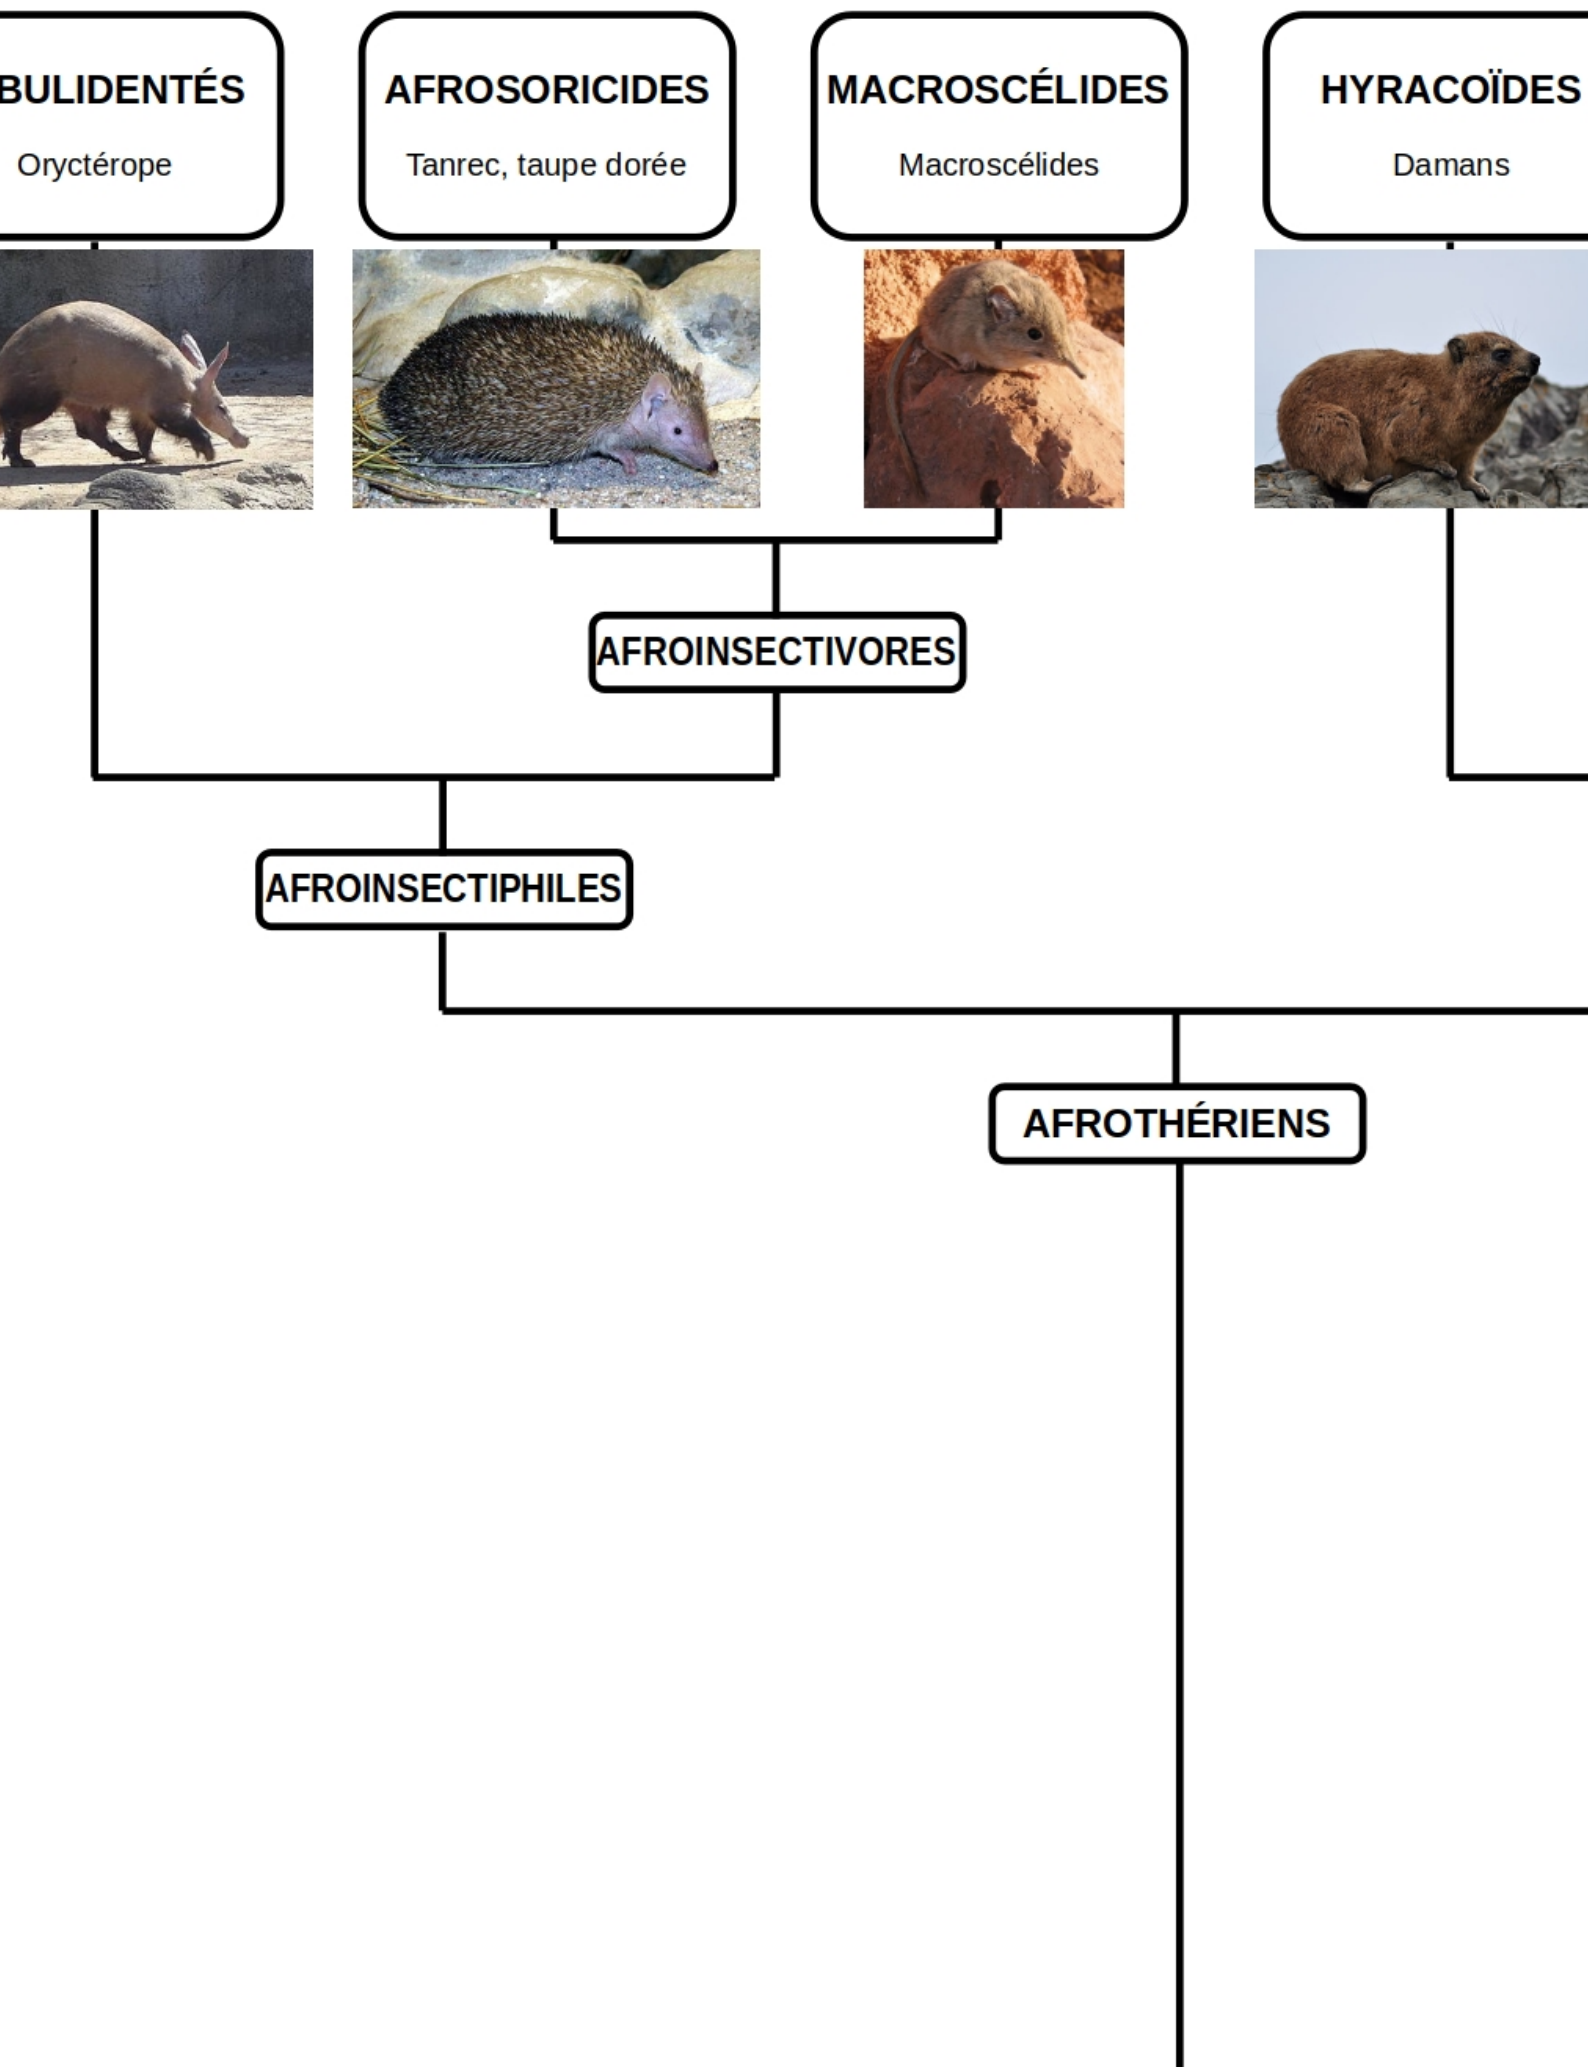 BULIDENTÉS
Oryctérope
AFROSORICIDES
Tanrec, taupe dorée
MACROSCÉLIDES
Macroscélides
HYRACOÏDES
Damans
AFROINSECTIVORES
AFROINSECTIPHILES
AFROTHÉRIENS